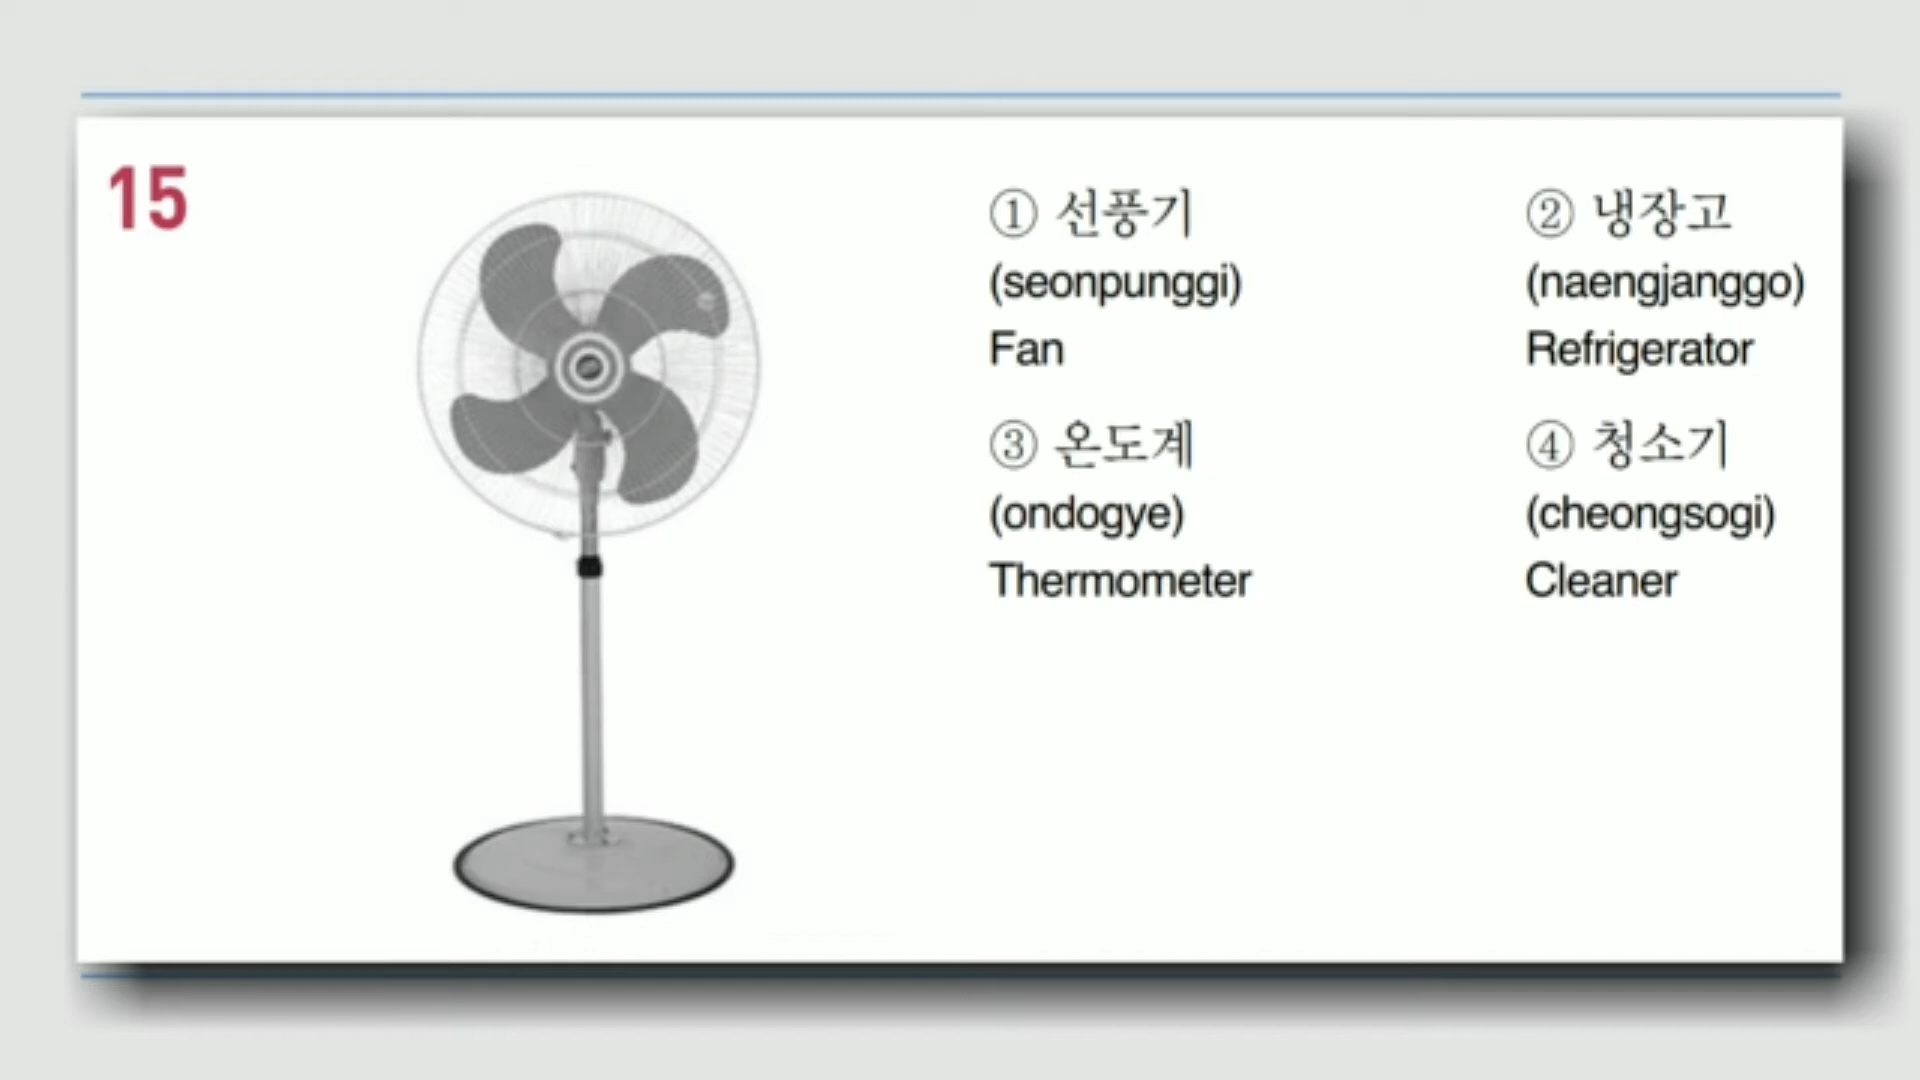 15
① 선풍기
(seonpunggi)
Fan
② 냉장고
(naengjanggo)
Refrigerator
③ 온도계
(ondogye)
Thermometer
④ 청소기
(cheongsogi)
Cleaner